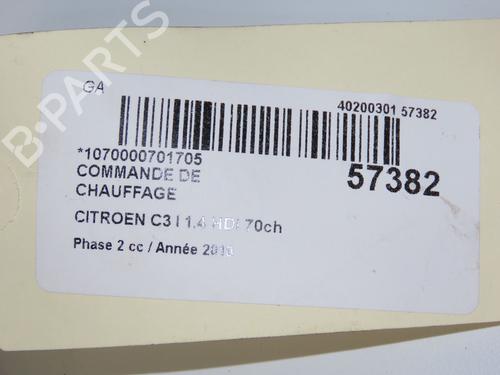 GA
40200301 57382
*1070000701705
57382
COMMANDE DE
CHAUFFAGE
CITROEN C3 I 1.4 HDI 70ch
Phase 2 cc / Année
B-PARTS